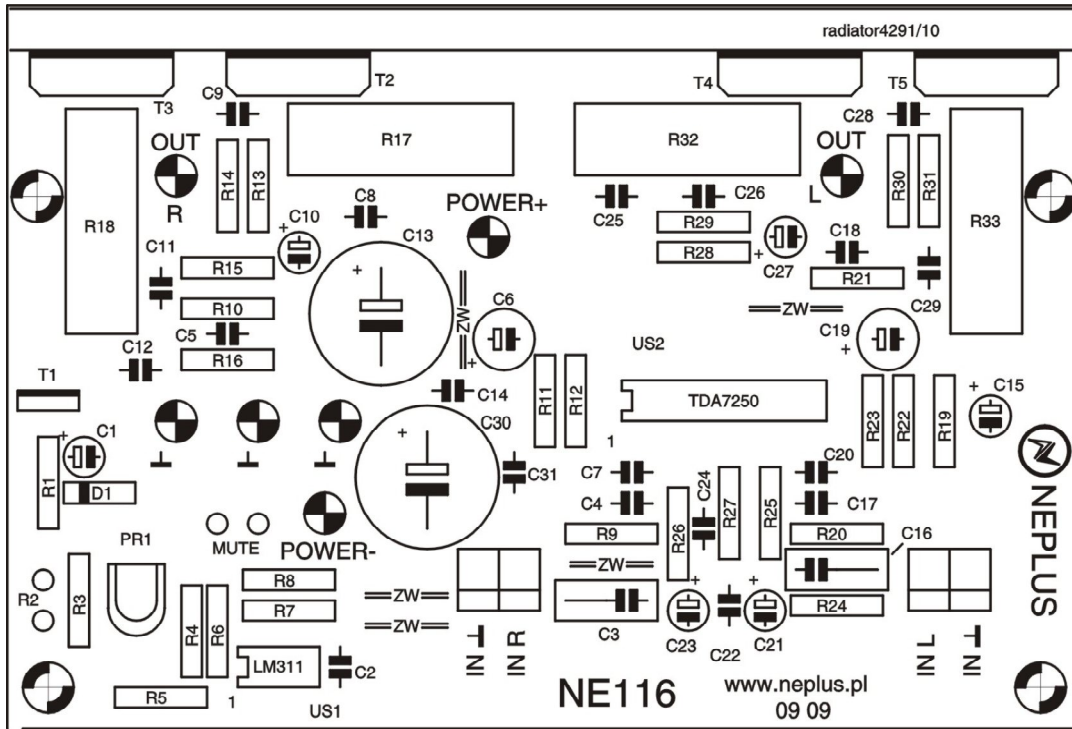 radiator4291/10
T3
T2
T4
T5
C9
C28
OUT
R
R14
R13
R17
R32
OUT
L
R30
R31
R18
R33
C8
POWER+
C25
C26
R29
R28
C10
C13
C27
C18
R21
C11
R15
R10
C5
R16
C12
ZW
C6
ZW
C29
C19
US2
T1
C14
R11
R12
TDA7250
R23
R22
R19
C15
C1
C30
1
R1
D1
C31
C7
C4
C24
R27
R25
C20
C17
NEPLUS
PR1
MUTE
POWER-
R9
R26
R20
C16
R2
R3
R8
R7
ZW
ZW
ZW
R24
R4
R6
C3
C23
C22
C21
IN
IN R
IN L
IN
LM311
C2
R5
1
US1
NE116
www.neplus.pl
09 09